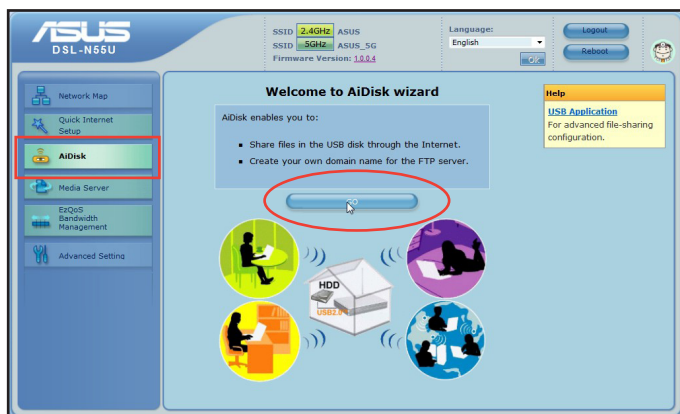 ASUS
DSL-N55U
SSID 2.4GHz ASUS
SSID 5GHz ASUS_5G
Firmware Version: 1.0.0.4
Language:
English
OK
Logout
Reboot
Network Map
Quick Internet
Setup
AiDisk
Media Server
EzQoS
Bandwidth
Management
Advanced Setting
Welcome to AiDisk wizard
AiDisk enables you to:
Share files in the USB disk through the Internet.
Create your own domain name for the FTP server.
GO
HDD
USB2.0
Help
USB Application
For advanced file-sharing
configuration.